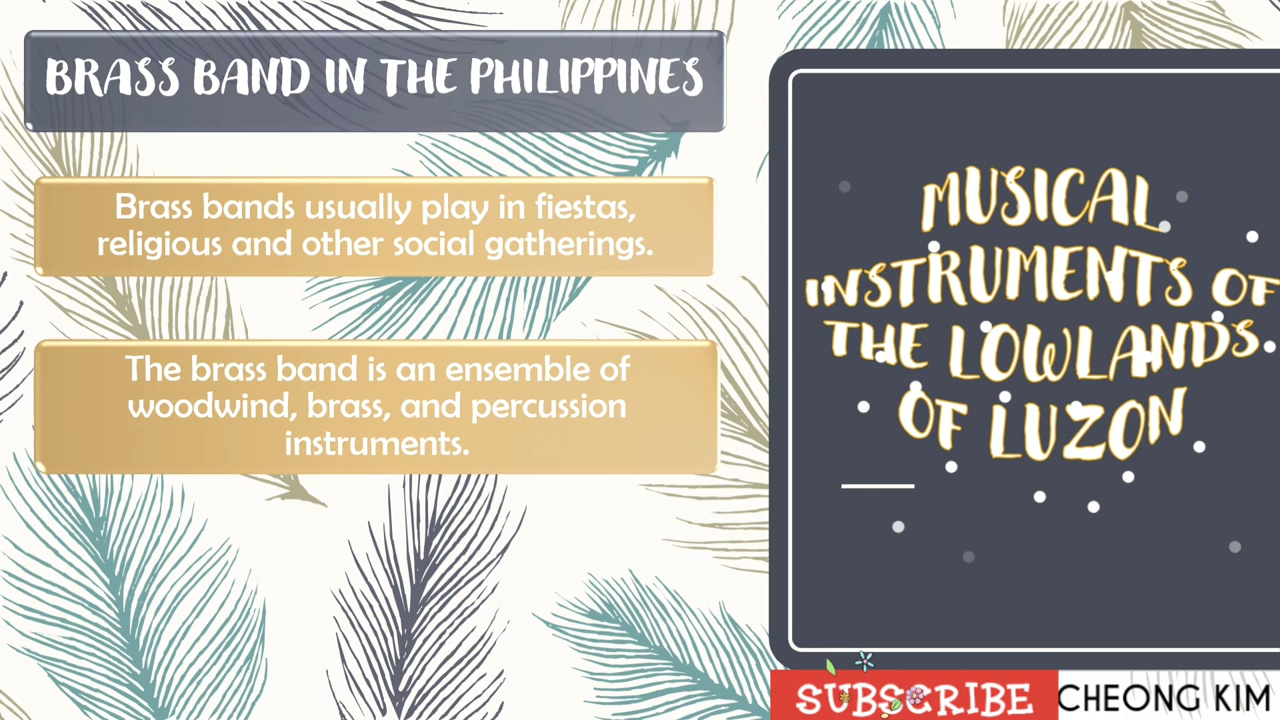 BRASS BAND IN THE PHILIPPINES
Brass bands usually play in fiestas,
religious and other social gatherings.
The brass band is an ensemble of
woodwind, brass, and percussion
instruments.
MUSICAL
INSTRUMENTS OF
THE LOWLANDS
OF LUZON
SUBSCRIBE CHEONG KIM